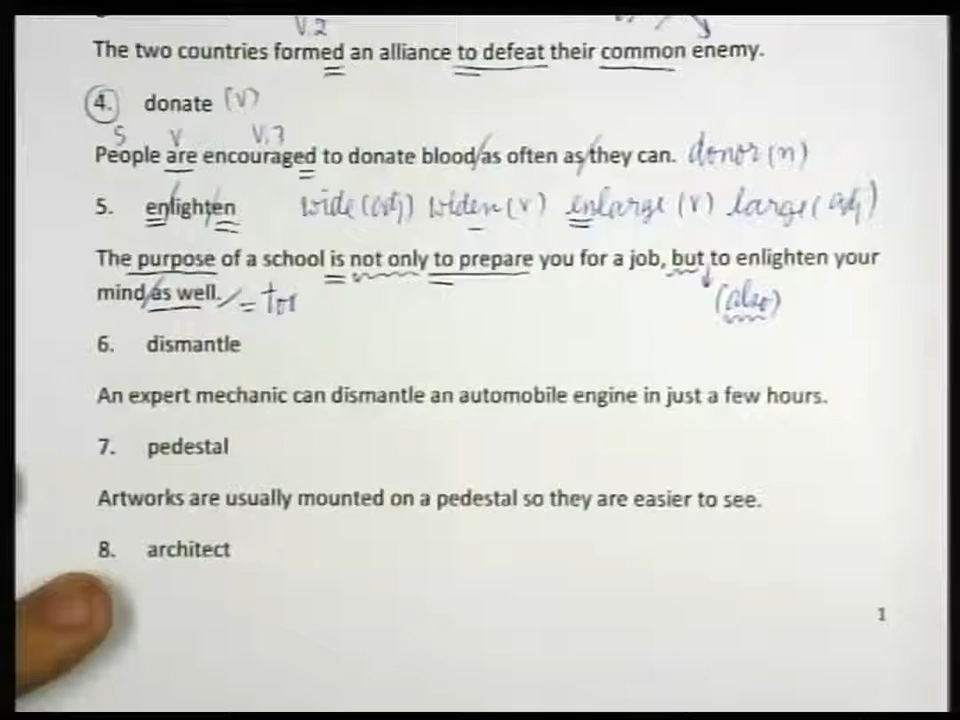 V.2
The two countries formed an alliance to defeat their common enemy.
4. donate (v)
S V V.3
People are encouraged to donate blood as often as they can. donor (n)
5. enlighten wide (adj) widen (v) enlarge (v) large (adj)
The purpose of a school is not only to prepare you for a job, but to enlighten your
mind as well. =
(also)
6. dismantle
An expert mechanic can dismantle an automobile engine in just a few hours.
7. pedestal
Artworks are usually mounted on a pedestal so they are easier to see.
8. architect
1